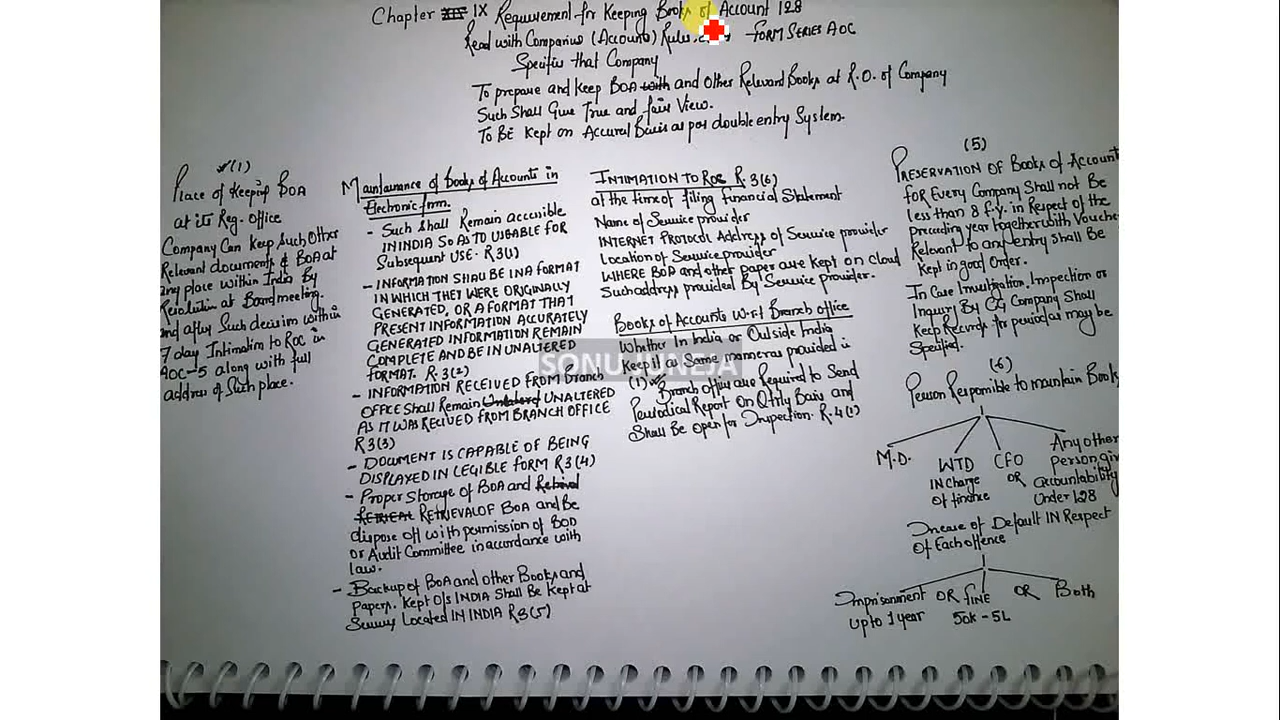 Chapter IX Requirement for Keeping Books of Account 128
Read with Companies (Accounts) Rules FORM SERIES AOC
Specifies that Company
To prepare and keep BOA with and other Relevant Books at R.O. of Company
Such Shall Give True and fair View.
To BE Kept on Accural Basis as per double entry System.
(1)
Place of Keeping BOA
at its Reg. Office
Company Can Keep Such Other
Relevant documents & BOA at
any place within India By
Resolution at Board meeting.
and after Such decision within
7 day Intimation to ROC in
AOC-5 along with full
address of Such place.
Maintainance of Books of Accounts in
Electronic form.
- Such shall Remain accessible
IN INDIA SO AS TO USABLE FOR
Subsequent USE. R3(1)
- INFORMATION SHALL BE IN A FORMAT
IN WHICH THEY WERE ORIGINALLY
GENERATED, OR A FORMAT THAT
PRESENT INFORMATION ACCURATELY
GENERATED INFORMATION REMAIN
COMPLETE AND BE IN UNALTERED
FORMAT. R.3(2)
- INFORMATION RECEIVED FROM Branch
OFFICE Shall Remain UNALTERED
AS IT WAS RECIVED FROM BRANCH OFFICE
R3(3)
- DOCUMENT IS CAPABLE OF BEING
DISPLAYED IN LEGIBLE FORM R3(4)
- Proper Storage of BOA and Retrival
RETRIEVAL OF BOA and Be
dispose off with permission of BOD
or Audit Committee in accordance with
law.
- Backup of BOA and other Books and
Papers. Kept O/s INDIA Shall Be Kept at
Located IN INDIA R3(5)
INTIMATION TO ROC R.3(6)
at the time of filing financial Statement
Name of Service provider
INTERNET PROTOCOL Address of Service provider
Location of Service provider
WHERE BOA and other paper are kept on cloud
Such address provided By Service provider.
Books of Accounts W.r.t Branch office
Whether In India or Outside India
Keep in Same manner as provided in
(1)
Branch office are Required to Send
Periodical Report On Qtrly Basis and
Shall Be open for Inspection. R.4(1)
(5)
PRESERVATION OF Books of Account
FOR Every Company Shall not Be
less than 8 f.y. in Respect of the
Preceding year together with Voucher
Relevant to any entry shall Be
Kept in good Order.
In Case Investigation, Inspection or
Inquiry By CG Company Shall
Keep Records for period as may be
Specified.
(6)
Person Responsible to maintain Book
M.D.
WTD
IN Charge
Of finance
CFO
OR
Any other
person
Accountability
Under 128
Incase of Default IN Respect
Of Each offence
Imprisonment OR FINE OR Both
upto 1 year 50K - 5L
SONU JUNEJA